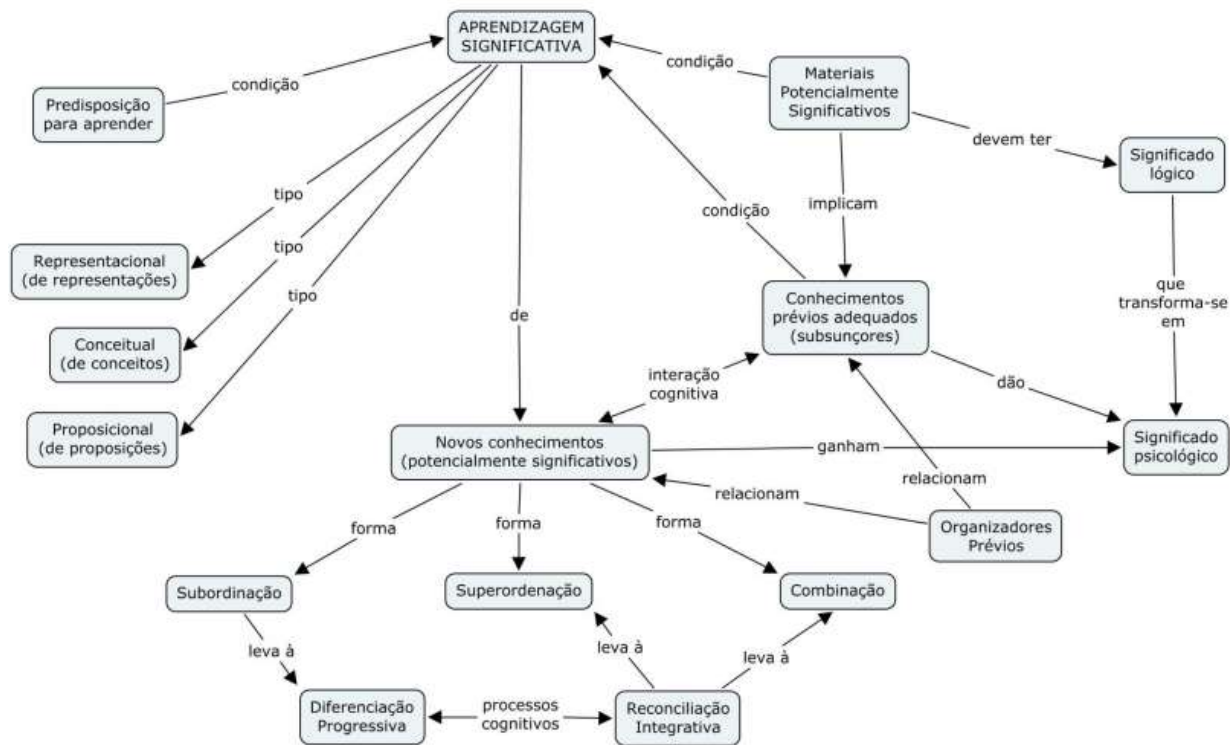 APRENDIZAGEM
SIGNIFICATIVA
condição
Materiais
Potencialmente
Significativos
condição
Predisposição
para aprender
devem ter
Significado
lógico
tipo
condição
implicam
tipo
Representacional
(de representações)
tipo
Conhecimentos
prévios adequados
(subsunçores)
que
transforma-se
em
de
Conceitual
(de conceitos)
interação
cognitiva
dão
Proposicional
(de proposições)
Novos conhecimentos
(potencialmente significativos)
ganham
Significado
psicológico
relacionam
relacionam
Organizadores
Prévios
forma
forma
forma
Subordinação
Superordenação
Combinação
leva à
leva à
leva à
Diferenciação
Progressiva
processos
cognitivos
Reconciliação
Integrativa